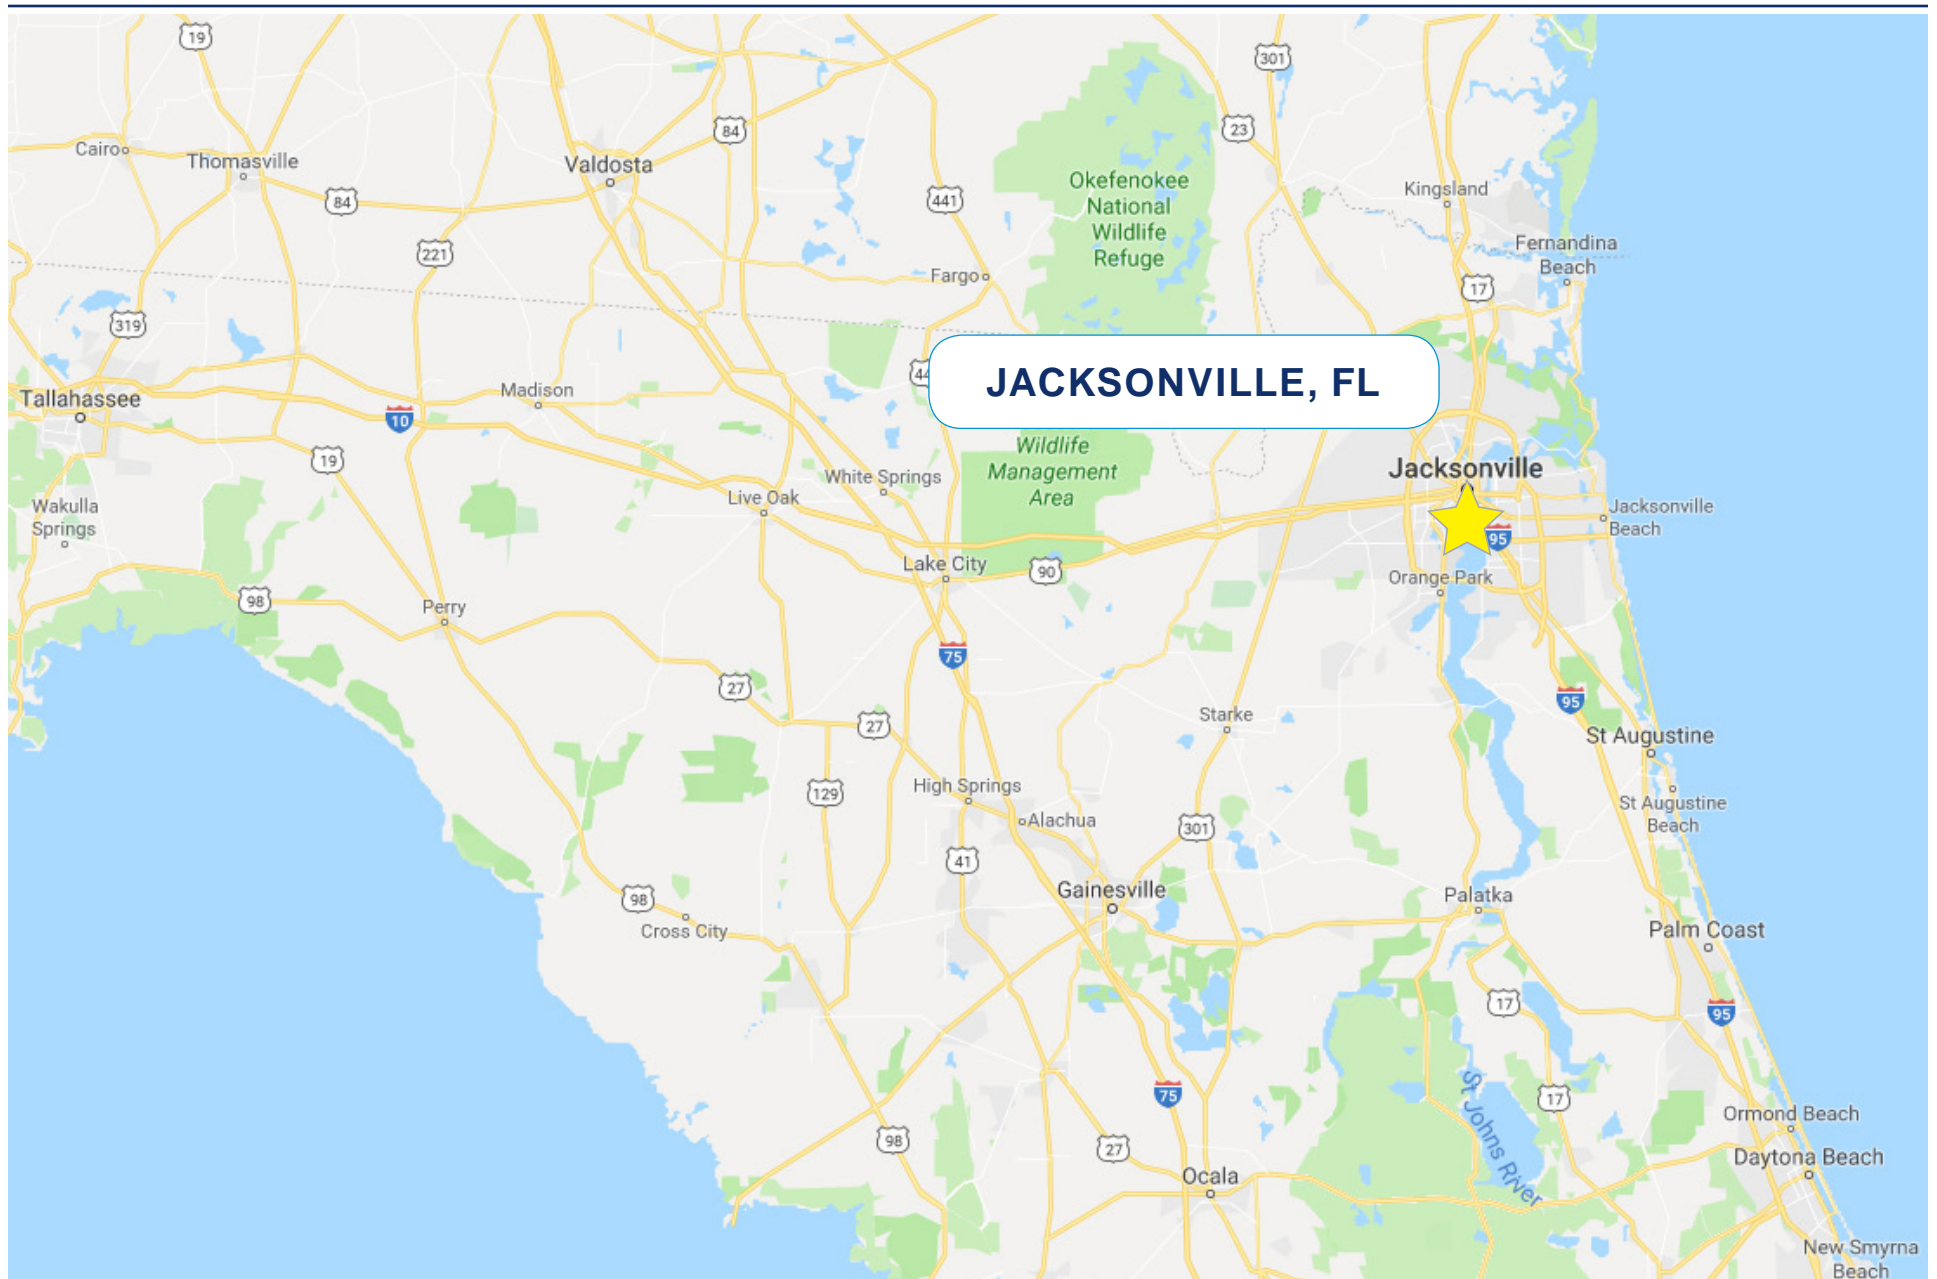 19
301
84
23
Cairo
Thomasville
Valdosta
84
441
Okefenokee
National
Wildlife
Refuge
Kingsland
221
Fernandina
Beach
Fargo
17
319
JACKSONVILLE, FL
Tallahassee
10
Madison
19
Wildlife
Management
Area
Jacksonville
White Springs
Live Oak
Wakulla
Springs
Jacksonville
Beach
95
Lake City
90
Orange Park
98
Perry
75
27
95
27
Starke
St Augustine
129
High Springs
Alachua
301
St Augustine
Beach
41
98
Gainesville
Palatka
Cross City
Palm Coast
17
95
75
17
St Johns River
Ormond Beach
98
27
Daytona Beach
Ocala
New Smyrna
Beach